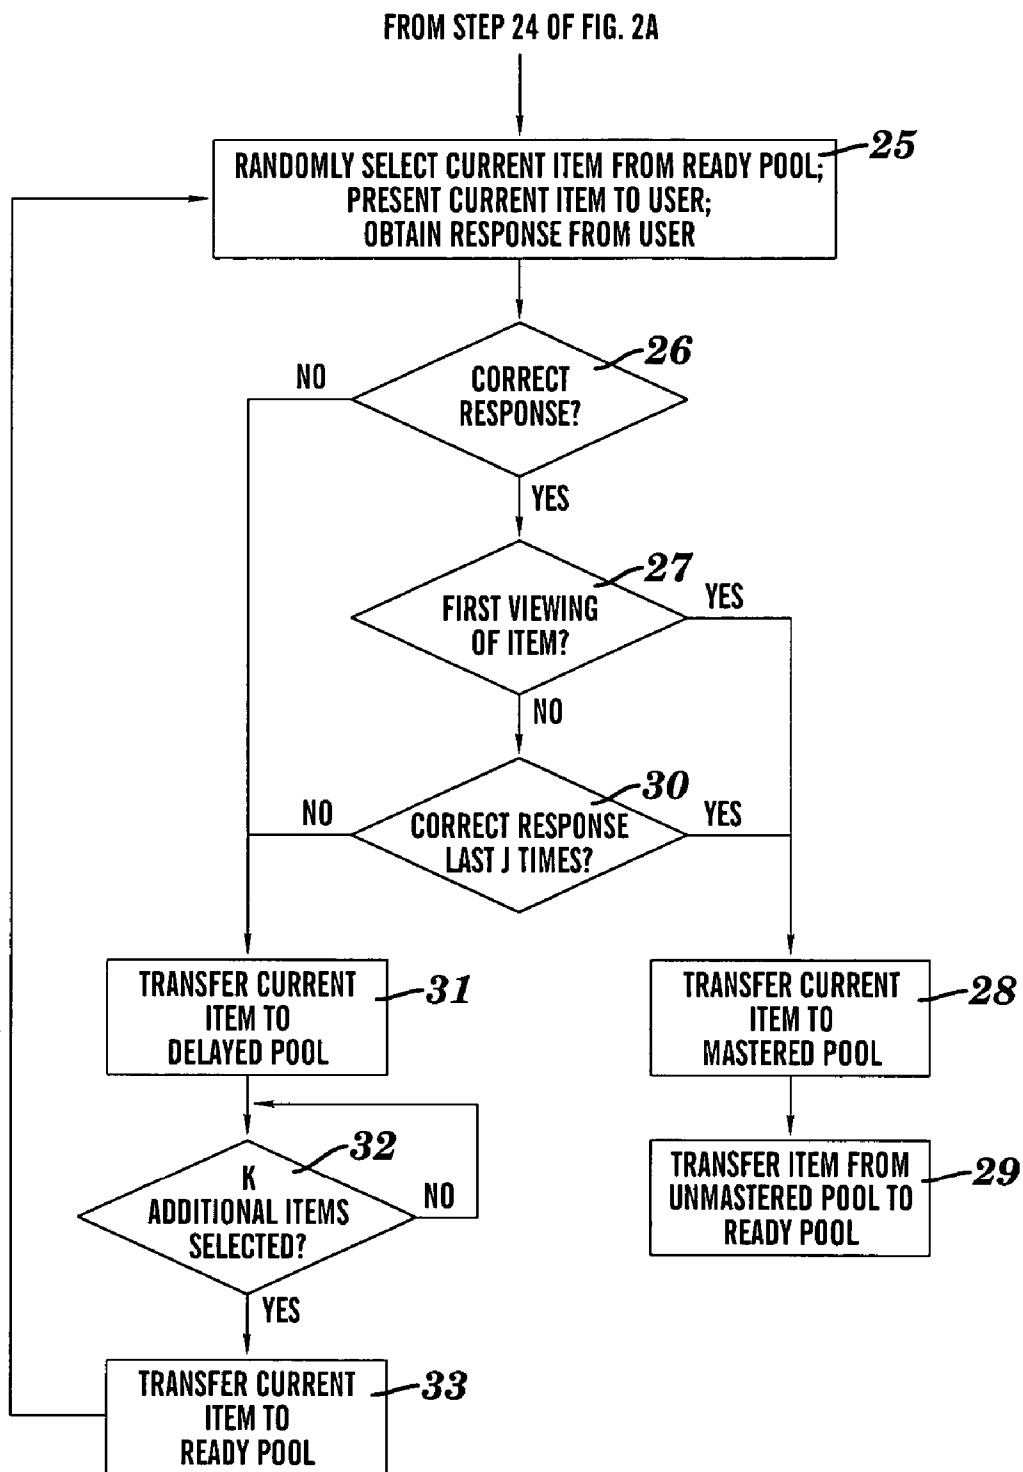 FROM STEP 24 OF FIG. 2A
25
RANDOMLY SELECT CURRENT ITEM FROM READY POOL;
PRESENT CURRENT ITEM TO USER;
OBTAIN RESPONSE FROM USER
26
NO
CORRECT
RESPONSE?
YES
27
YES
FIRST VIEWING
OF ITEM?
NO
30
NO
YES
CORRECT RESPONSE
LAST J TIMES?
TRANSFER CURRENT
ITEM TO
DELAYED POOL
31
TRANSFER CURRENT
ITEM TO
MASTERED POOL
28
32
K
ADDITIONAL ITEMS
SELECTED?
NO
YES
TRANSFER ITEM FROM
UNMASTERED POOL TO
READY POOL
29
TRANSFER CURRENT
ITEM TO
READY POOL
33